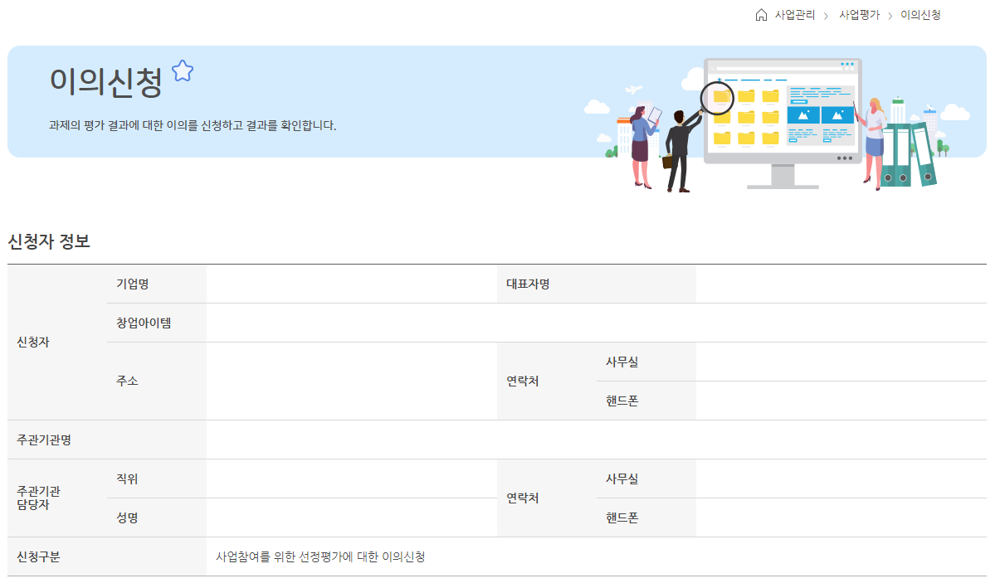 사업관리 > 사업평가 > 이의신청
이의신청
과제의 평가 결과에 대한 이의를 신청하고 결과를 확인합니다.
신청자 정보
기업명 대표자명
창업아이템
신청자
사무실
주소 연락처
핸드폰
주관기관명
직위 사무실
주관기관
담당자
연락처
성명 핸드폰
신청구분 사업참여를 위한 선정평가에 대한 이의신청